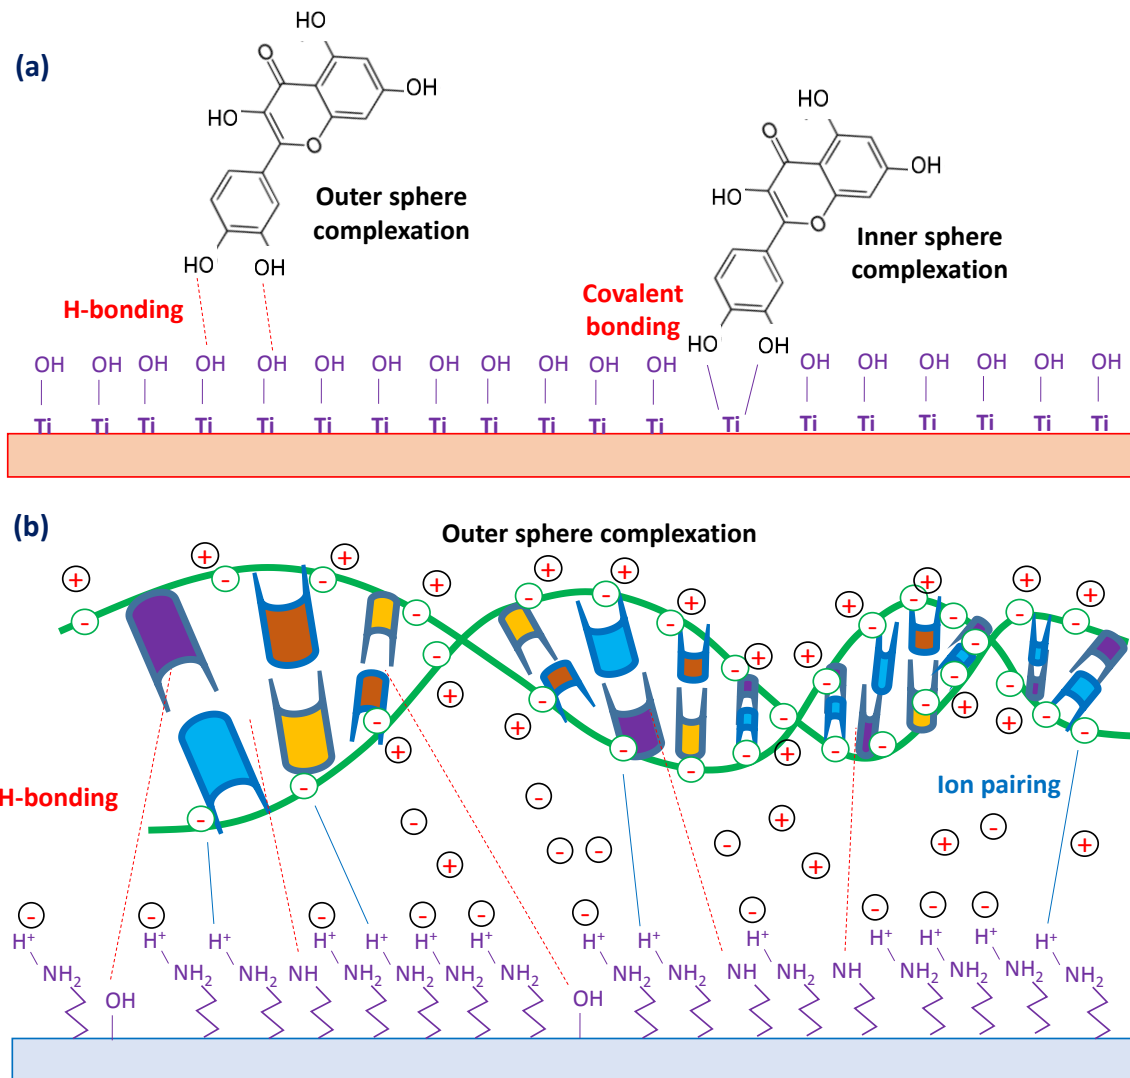 (a)
HO
O
OH
HO
O
Outer sphere
complexation
HO
OH
H-bonding
HO
O
OH
HO
O
Inner sphere
complexation
Covalent
bonding
HO
OH
OH OH OH OH OH OH OH OH OH OH OH OH OH OH OH OH OH OH
Ti Ti Ti Ti Ti Ti Ti Ti Ti Ti Ti Ti Ti Ti Ti Ti Ti Ti Ti
(b)
Outer sphere complexation
H-bonding
Ion pairing
H+ H+ H+ H+ H+ H+ H+ H+ H+ H+ H+ H+ H+ H+
NH2 NH2 NH2 NH NH2 NH2 NH2 NH2 NH2 NH2 NH NH2 NH NH2 NH2 NH2 NH2
OH OH